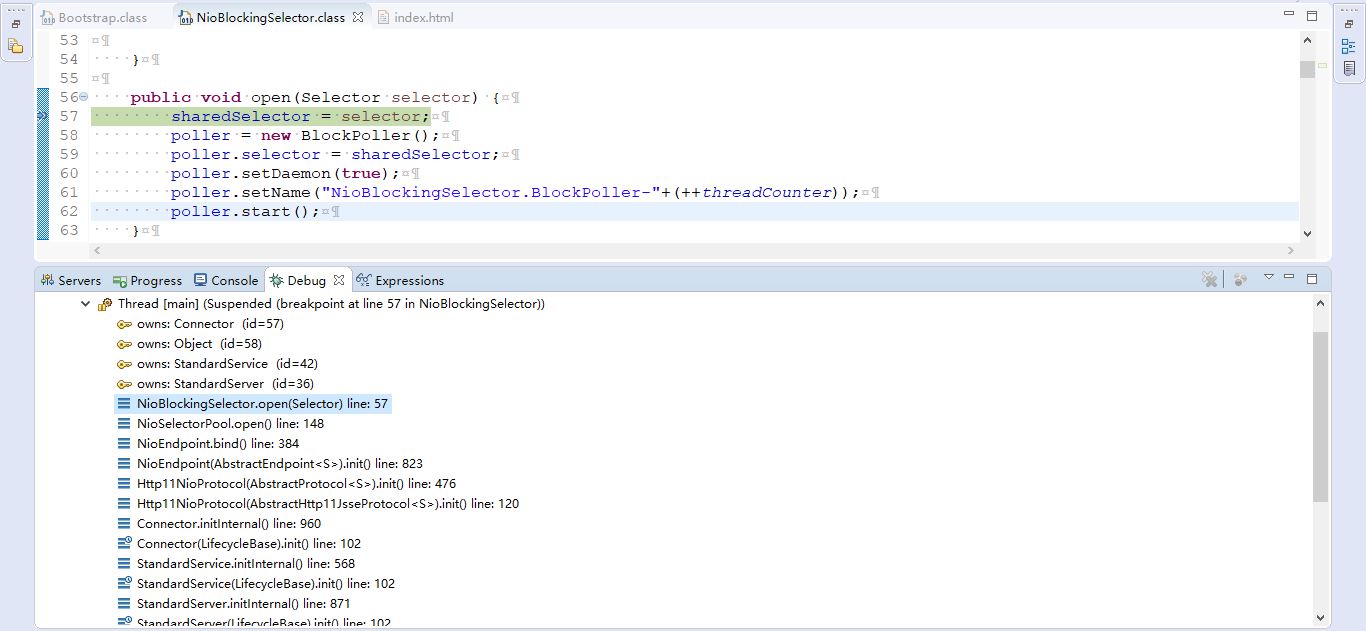 Bootstrap.class NioBlockingSelector.class index.html
53 ¤¶
54 ····}¤¶
55 ¤¶
56 ····public·void·open(Selector·selector)·{¤¶
57 ········sharedSelector·=·selector;¤¶
58 ········poller·=·new·BlockPoller();¤¶
59 ········poller.selector·=·sharedSelector;¤¶
60 ········poller.setDaemon(true);¤¶
61 ········poller.setName("NioBlockingSelector.BlockPoller-"+(++threadCounter));¤¶
62 ········poller.start();¤¶
63 ····}¤¶
Servers Progress Console Debug Expressions
Thread [main] (Suspended (breakpoint at line 57 in NioBlockingSelector))
owns: Connector (id=57)
owns: Object (id=58)
owns: StandardService (id=42)
owns: StandardServer (id=36)
NioBlockingSelector.open(Selector) line: 57
NioSelectorPool.open() line: 148
NioEndpoint.bind() line: 384
NioEndpoint(AbstractEndpoint<S>).init() line: 823
Http11NioProtocol(AbstractProtocol<S>).init() line: 476
Http11NioProtocol(AbstractHttp11JsseProtocol<S>).init() line: 120
Connector.initInternal() line: 960
Connector(LifecycleBase).init() line: 102
StandardService.initInternal() line: 568
StandardService(LifecycleBase).init() line: 102
StandardServer.initInternal() line: 871
StandardServer(LifecycleBase).init() line: 102